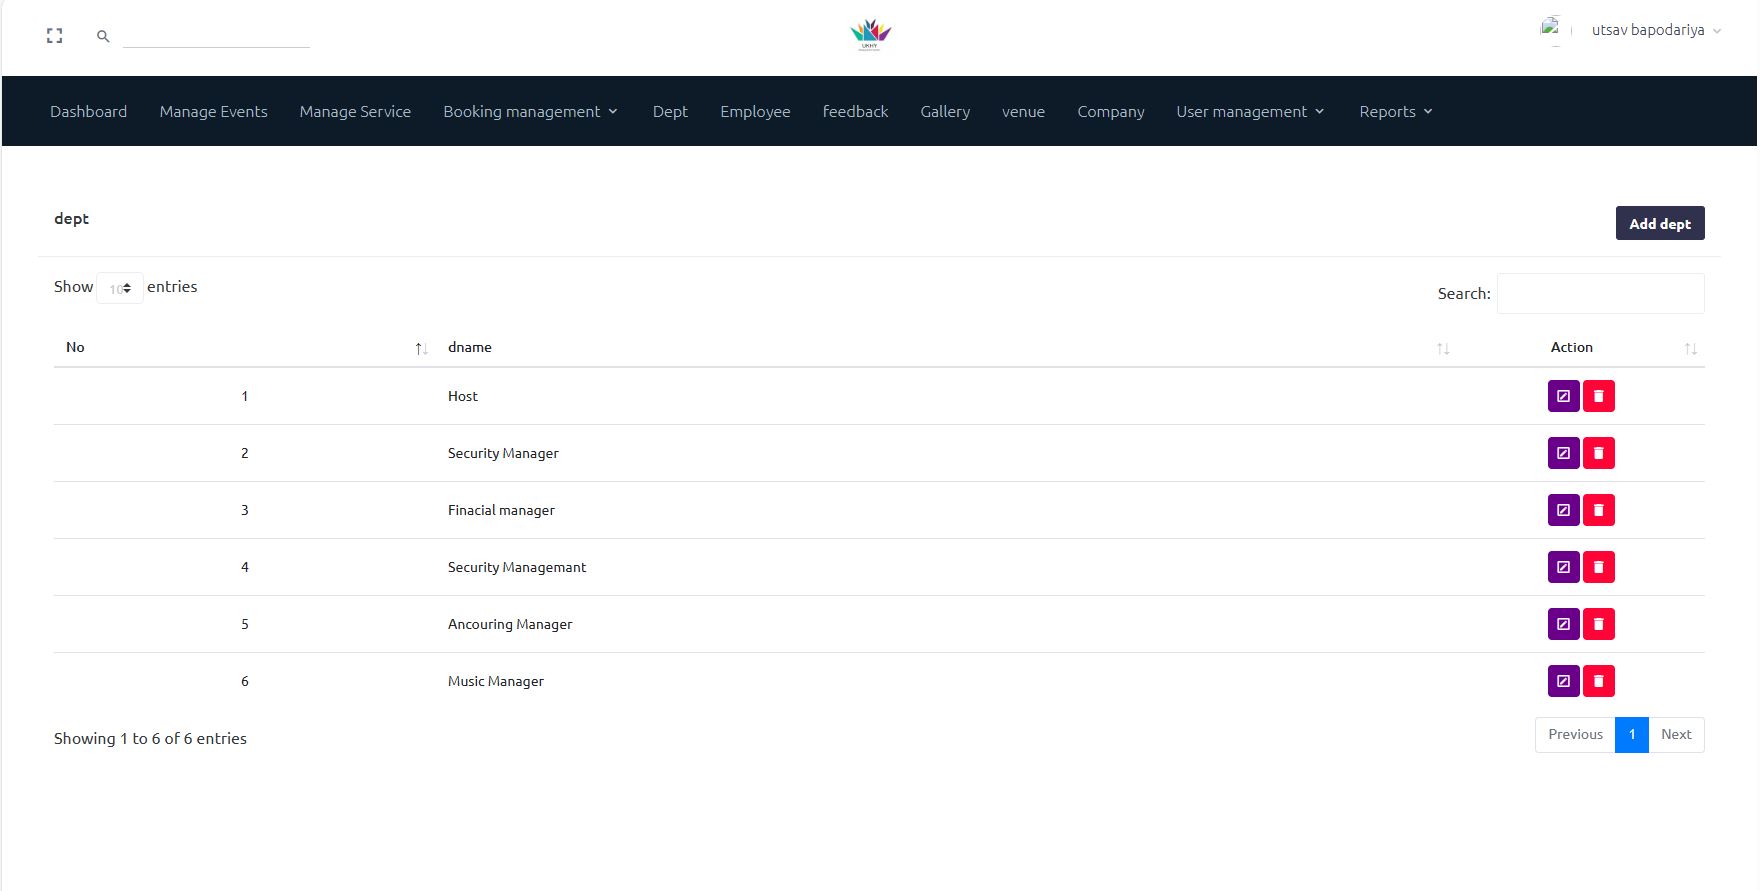 utsav bapodariya
UKHY
Dashboard Manage Events Manage Service Booking management Dept Employee feedback Gallery venue Company User management Reports
dept
Add dept
Show 10 entries
Search:
No dname Action
1 Host
2 Security Manager
3 Finacial manager
4 Security Managemant
5 Ancouring Manager
6 Music Manager
Showing 1 to 6 of 6 entries
Previous 1 Next